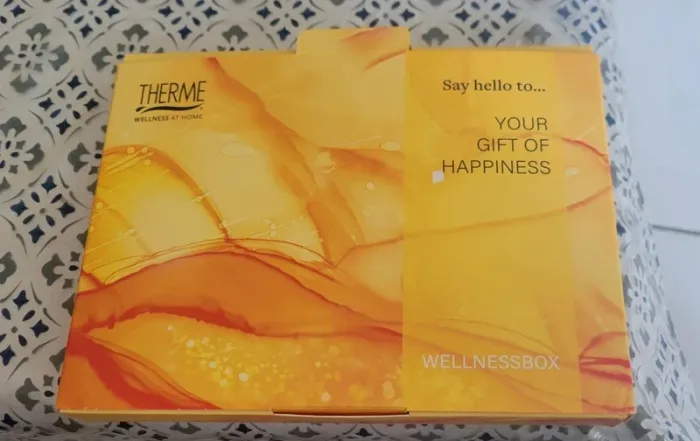 THERME
WELLNESS AT HOME
Say hello to...
YOUR
GIFT OF
HAPPINESS
WELLNESSBOX